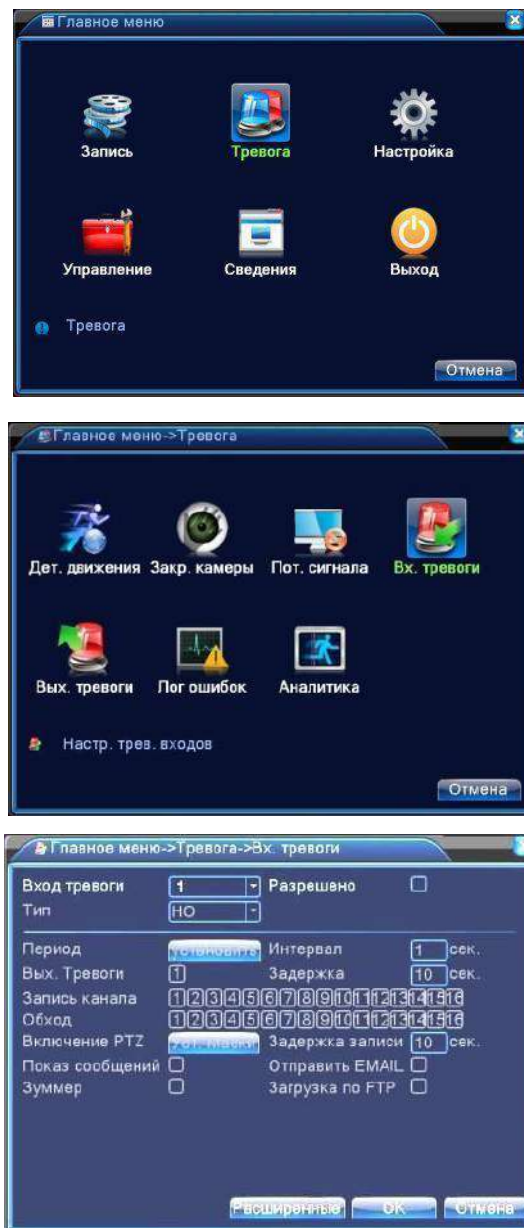 Главное меню
Запись Тревога Настройка
Управление Сведения Выход
Тревога
Отмена
Главное меню->Тревога
Дет. движения Закр. камеры Пот. сигнала Вх. тревоги
Вых. тревоги Лог ошибок Аналитика
Настр. трев. входов
Отмена
Главное меню->Тревога->Вх. тревоги
Вход тревоги 1 Разрешено
Тип НО
Период Установить Интервал 1 сек.
Вых. Тревоги 1 Задержка 10 сек.
Запись канала 1 2 3 4 5 6 7 8 9 10 11 12 13 14 15 16
Обход 1 2 3 4 5 6 7 8 9 10 11 12 13 14 15 16
Включение PTZ Задержка записи 10 сек.
Показ сообщений Отправить EMAIL
Зуммер Загрузка по FTP
Расширенные OK Отмена